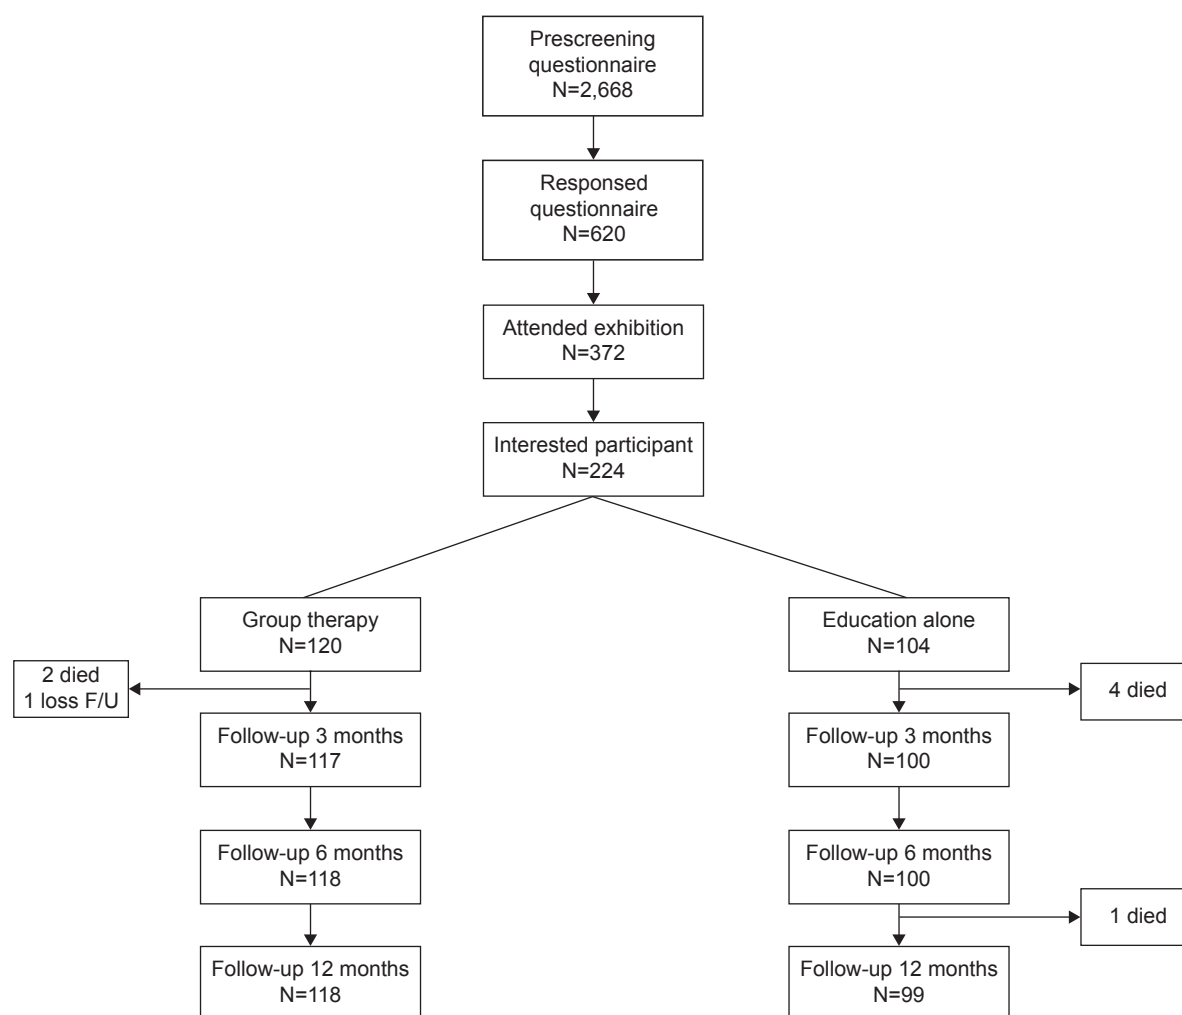 Prescreening
questionnaire
N=2,668
Responsed
questionnaire
N=620
Attended exhibition
N=372
Interested participant
N=224
Group therapy
N=120
Education alone
N=104
2 died
1 loss F/U
4 died
Follow-up 3 months
N=117
Follow-up 3 months
N=100
Follow-up 6 months
N=118
Follow-up 6 months
N=100
1 died
Follow-up 12 months
N=118
Follow-up 12 months
N=99